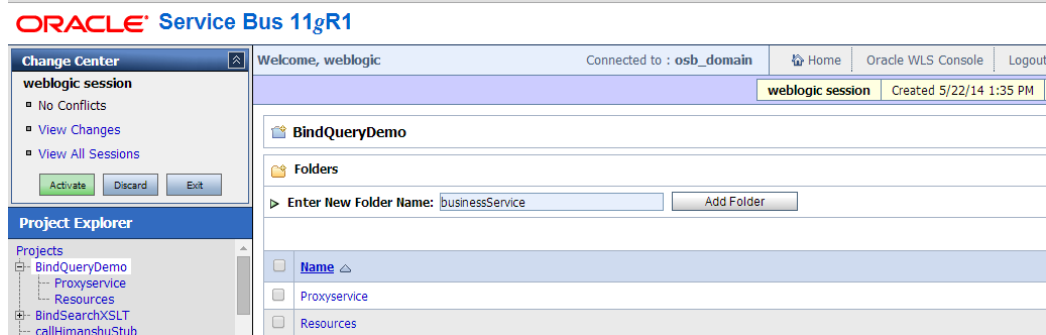 ORACLE® Service Bus 11gR1
Change Center
weblogic session
No Conflicts
View Changes
View All Sessions
Activate Discard Exit
Project Explorer
Projects
BindQueryDemo
Proxyservice
Resources
BindSearchXSLT
callHimanshuStub
Welcome, weblogic Connected to : osb_domain Home Oracle WLS Console Logout
weblogic session Created 5/22/14 1:35 PM
BindQueryDemo
Folders
Enter New Folder Name: businessService Add Folder
Name
Proxyservice
Resources